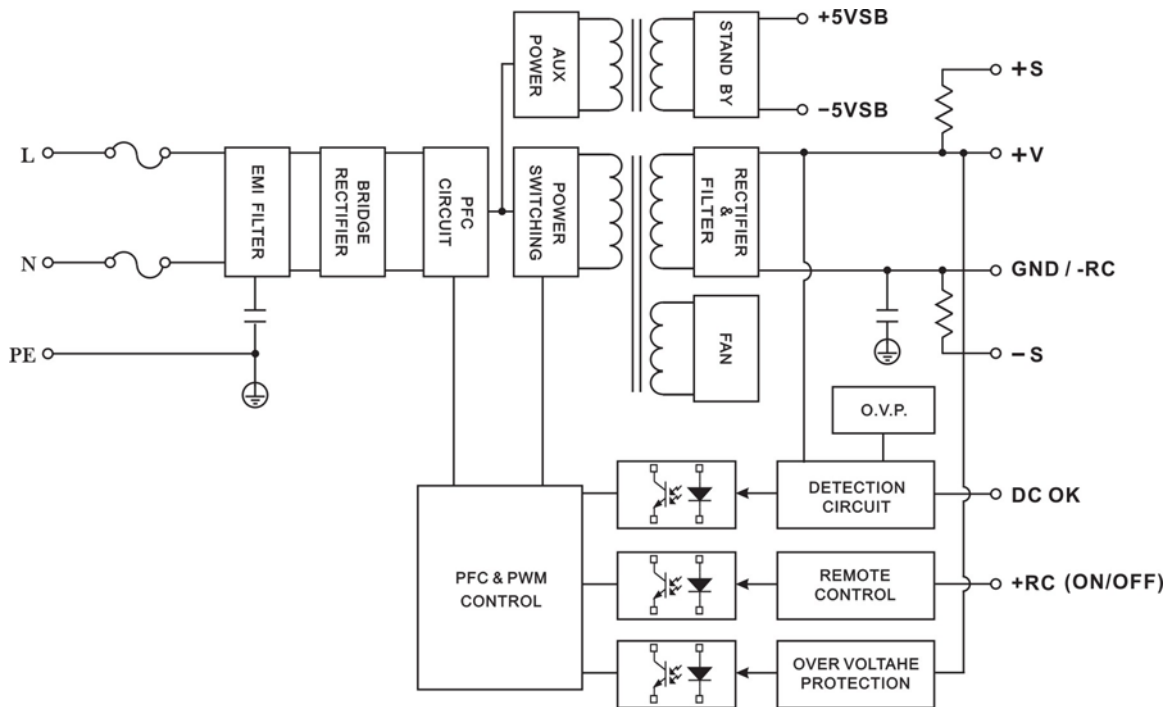 AUX
POWER
STAND BY
+5VSB
−5VSB
+S
L
EMI FILTER
BRIDGE
RECTIFIER
PFC
CIRCUIT
POWER
SWITCHING
RECTIFIER
&
FILTER
+V
N
GND / -RC
PE
FAN
−S
O.V.P.
DETECTION
CIRCUIT
DC OK
PFC & PWM
CONTROL
REMOTE
CONTROL
+RC (ON/OFF)
OVER VOLTAHE
PROTECTION